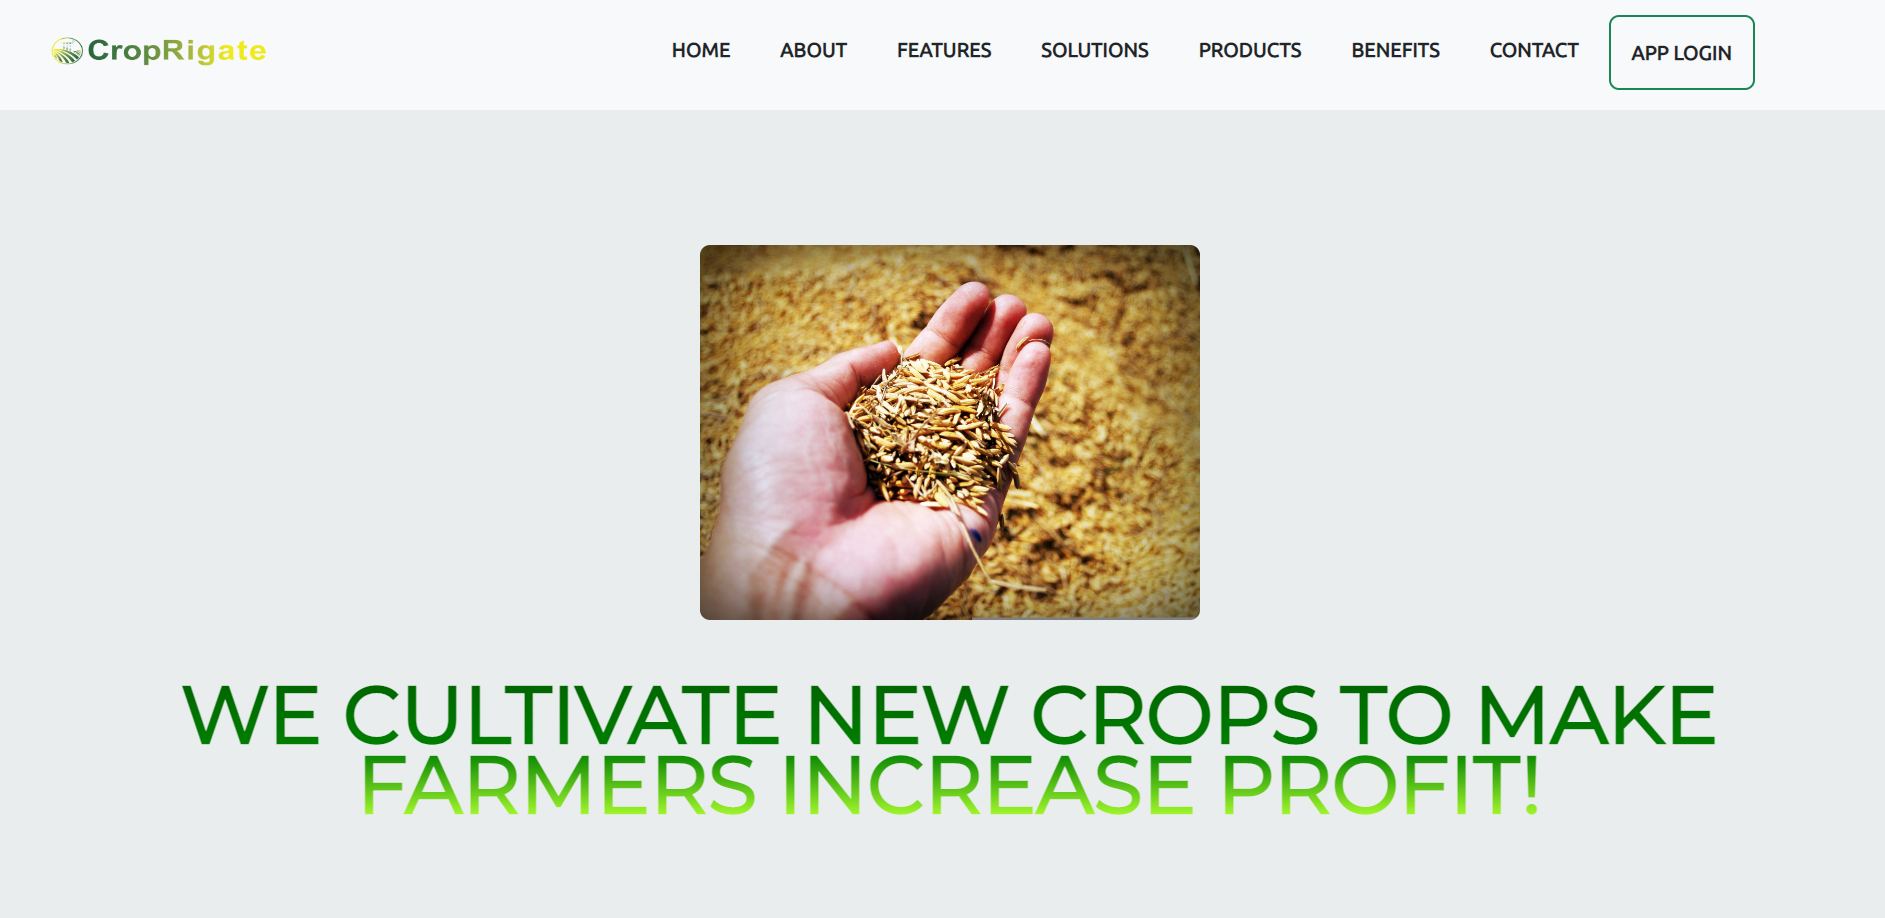 CropRigate
HOME
ABOUT
FEATURES
SOLUTIONS
PRODUCTS
BENEFITS
CONTACT
APP LOGIN
WE CULTIVATE NEW CROPS TO MAKE
FARMERS INCREASE PROFIT!